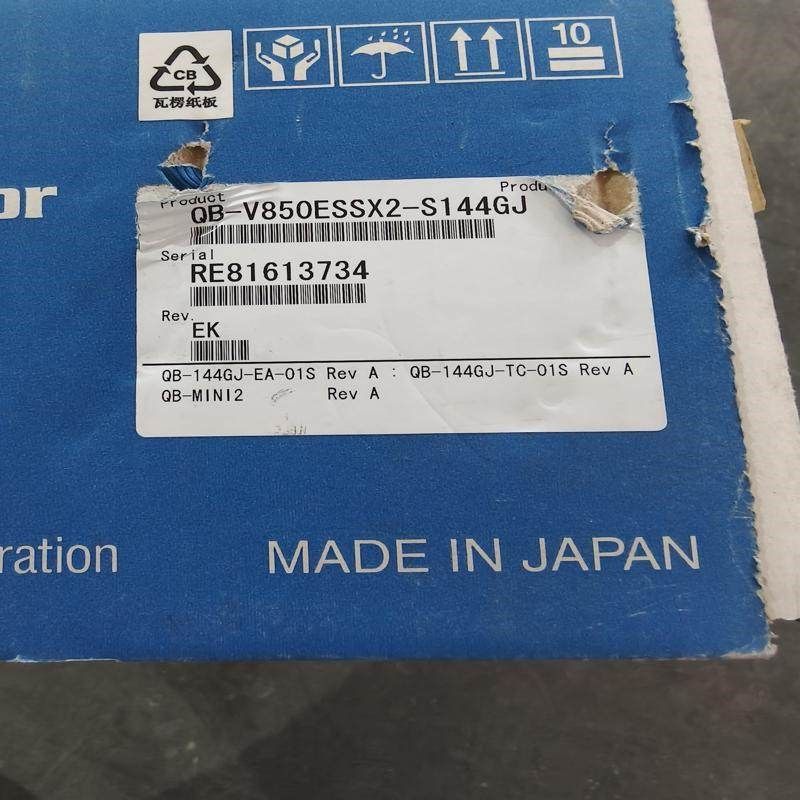 CB
瓦楞纸板
10
or
Product Produ
QB-V850ESSX2-S144GJ
Serial
RE81613734
Rev.
EK
QB-144GJ-EA-01S Rev A : QB-144GJ-TC-01S Rev A
QB-MINI2 Rev A
ration
MADE IN JAPAN